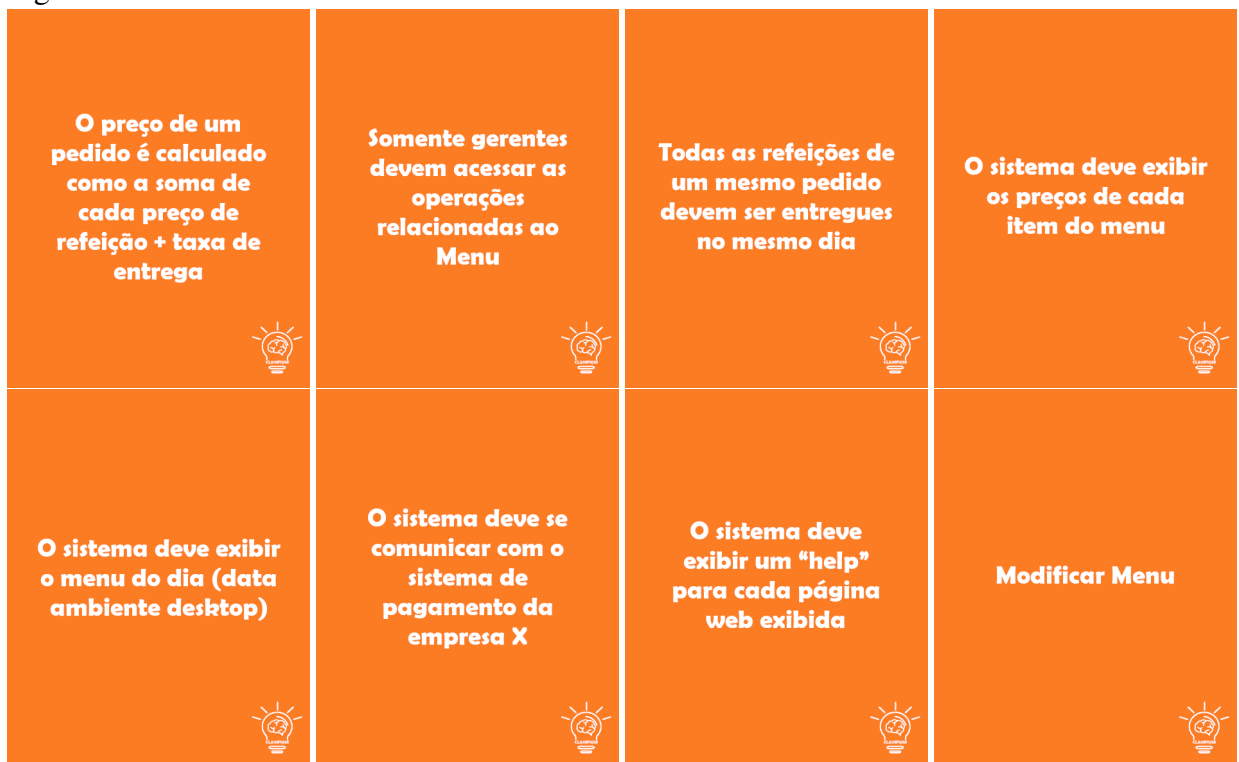 O preço de um
pedido é calculado
como a soma de
cada preço de
refeição + taxa de
entrega
Somente gerentes
devem acessar as
operações
relacionadas ao
Menu
Todas as refeições de
um mesmo pedido
devem ser entregues
no mesmo dia
O sistema deve exibir
os preços de cada
item do menu
O sistema deve exibir
o menu do dia (data
ambiente desktop)
O sistema deve se
comunicar com o
sistema de
pagamento da
empresa X
O sistema deve
exibir um “help”
para cada página
web exibida
Modificar Menu